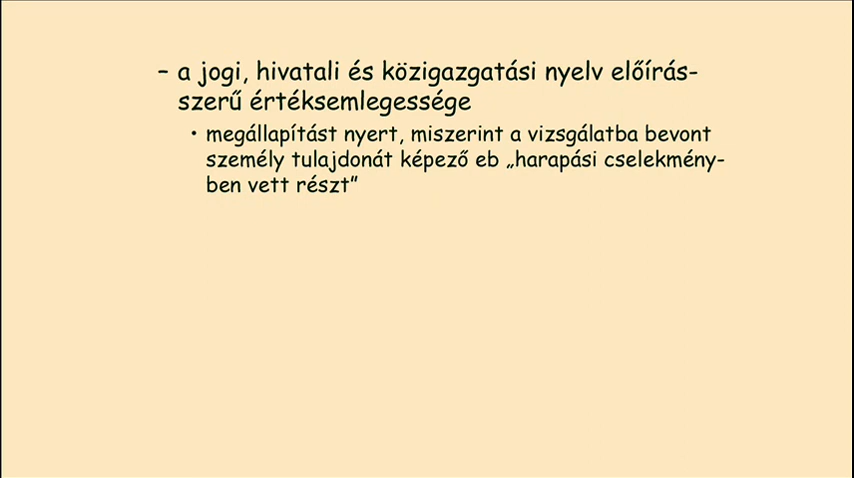 – a jogi, hivatali és közigazgatási nyelv előírás-
szerű értéksemlegessége
• megállapítást nyert, miszerint a vizsgálatba bevont
személy tulajdonát képező eb „harapási cselekmény-
ben vett részt”